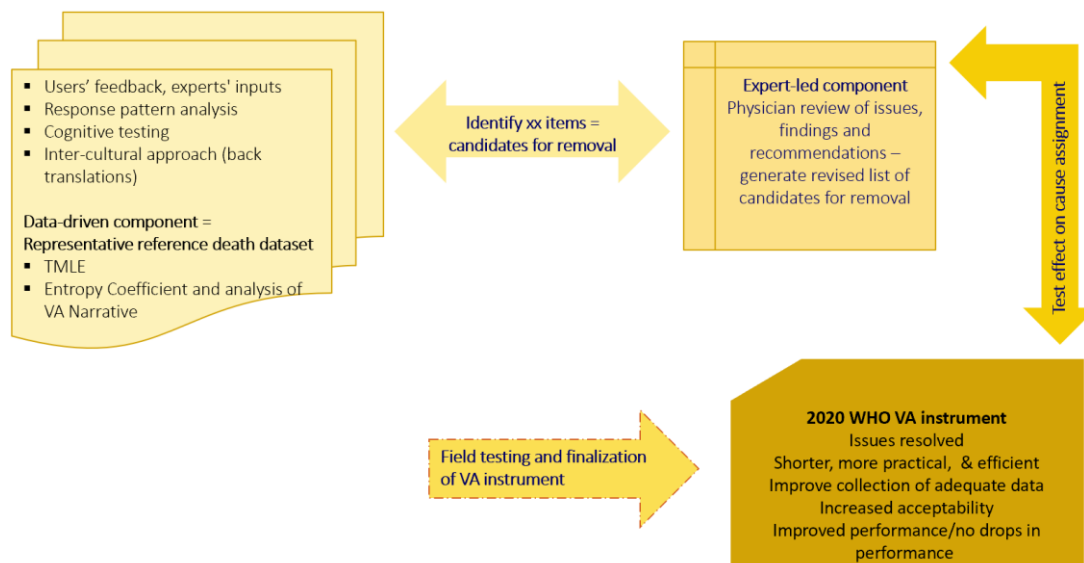 ▪ Users' feedback, experts' inputs
▪ Response pattern analysis
▪ Cognitive testing
▪ Inter-cultural approach (back
translations)
Data-driven component =
Representative reference death dataset
▪ TMLE
▪ Entropy Coefficient and analysis of
VA Narrative
Identify xx items =
candidates for removal
Expert-led component
Physician review of issues,
findings and
recommendations –
generate revised list of
candidates for removal
Test effect on cause assignment
Field testing and finalization
of VA instrument
2020 WHO VA instrument
Issues resolved
Shorter, more practical, & efficient
Improve collection of adequate data
Increased acceptability
Improved performance/no drops in
performance